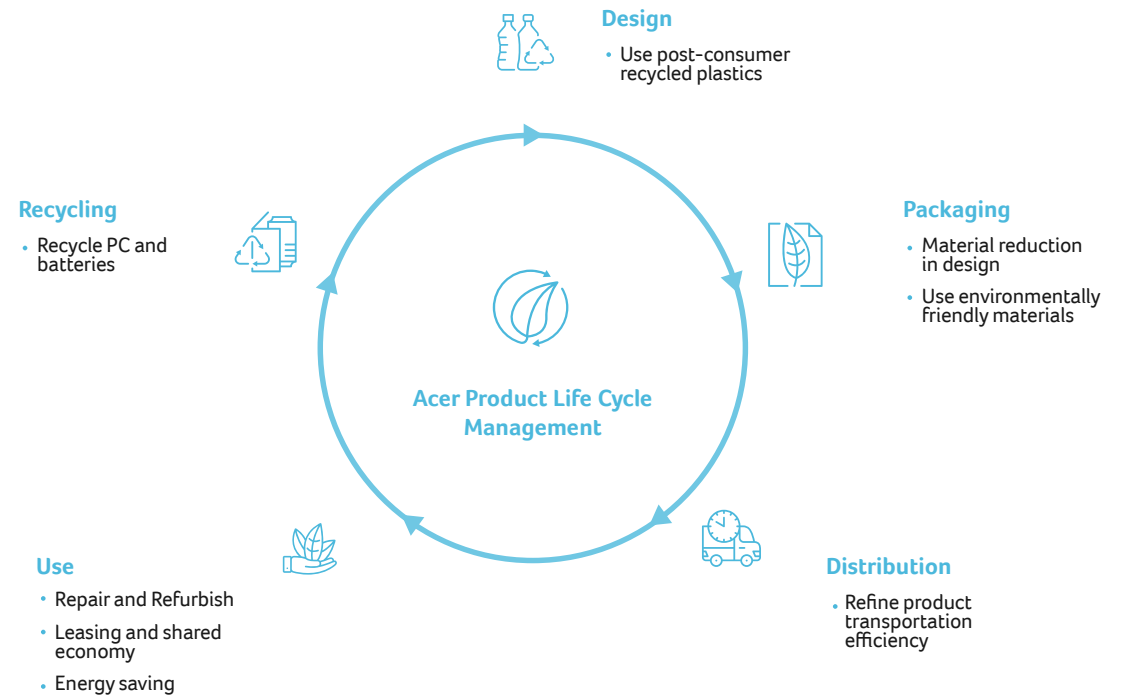 Design
• Use post-consumer
recycled plastics
Recycling
• Recycle PC and
batteries
Packaging
• Material reduction
in design
• Use environmentally
friendly materials
Acer Product Life Cycle
Management
Use
• Repair and Refurbish
• Leasing and shared
economy
• Energy saving
Distribution
• Refine product
transportation
efficiency